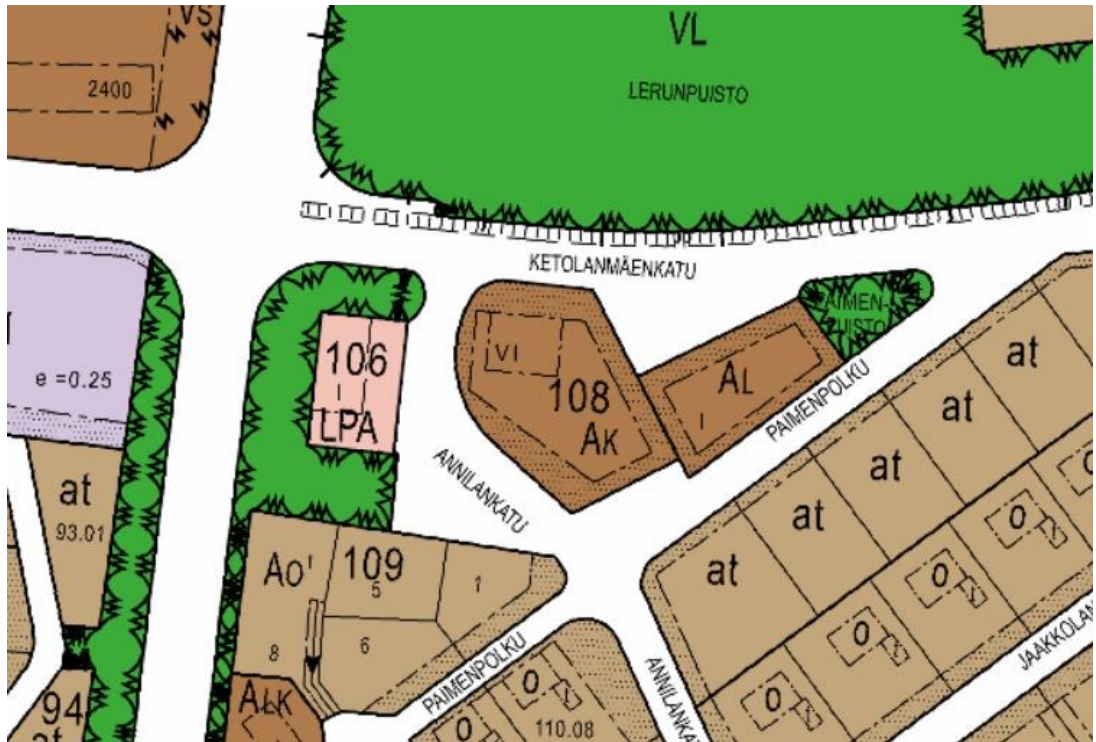 VS
2400
VL
LERUNPUISTO
KETOLANMÄENKATU
PAIMEN-
PUISTO
e =0.25
106
LPA
VI
108
AK
AL
I
PAIMENPOLKU
ANNILANKATU
at
93.01
at
at
at
at
at
AO'
109
5
1
6
8
ALK
PAIMENPOLKU
ANNILANKATU
JAAKKOLAN
O
O
O
O
O
O
O
110.08
94
at